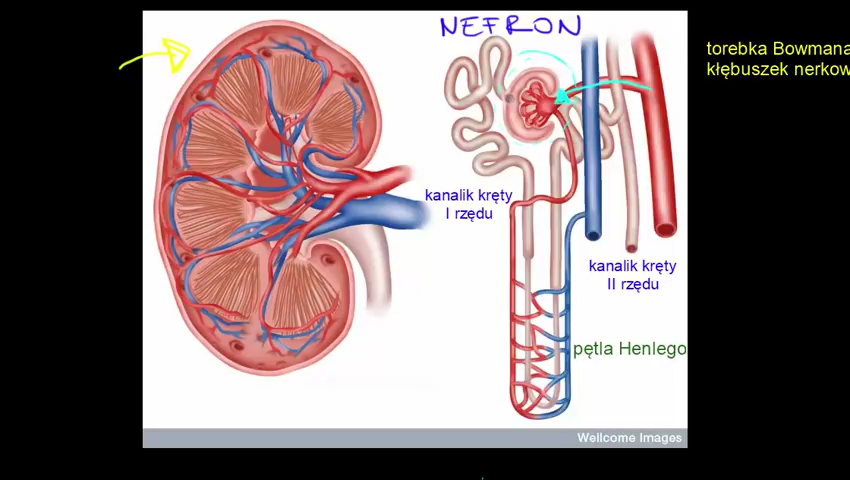 NEFRON
torebka Bowmana
kłębuszek nerkow
kanalik kręty
I rzędu
kanalik kręty
II rzędu
pętla Henlego
Wellcome Images